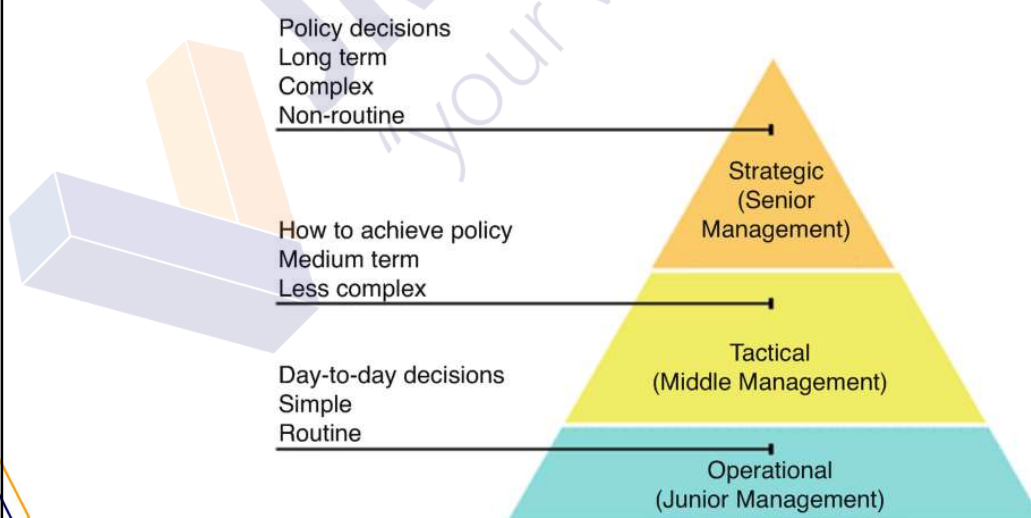 Policy decisions
Long term
Complex
Non-routine
Strategic
(Senior
Management)
How to achieve policy
Medium term
Less complex
Tactical
(Middle Management)
Day-to-day decisions
Simple
Routine
Operational
(Junior Management)
"your